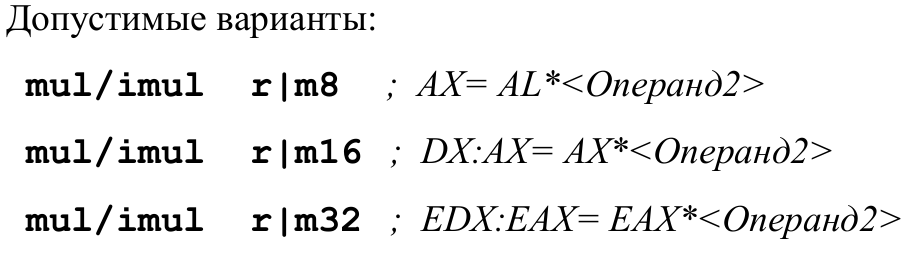 Допустимые варианты:
mul/imul r|m8 ; AX= AL*<Операнд2>
mul/imul r|m16 ; DX:AX= AX*<Операнд2>
mul/imul r|m32 ; EDX:EAX= EAX*<Операнд2>